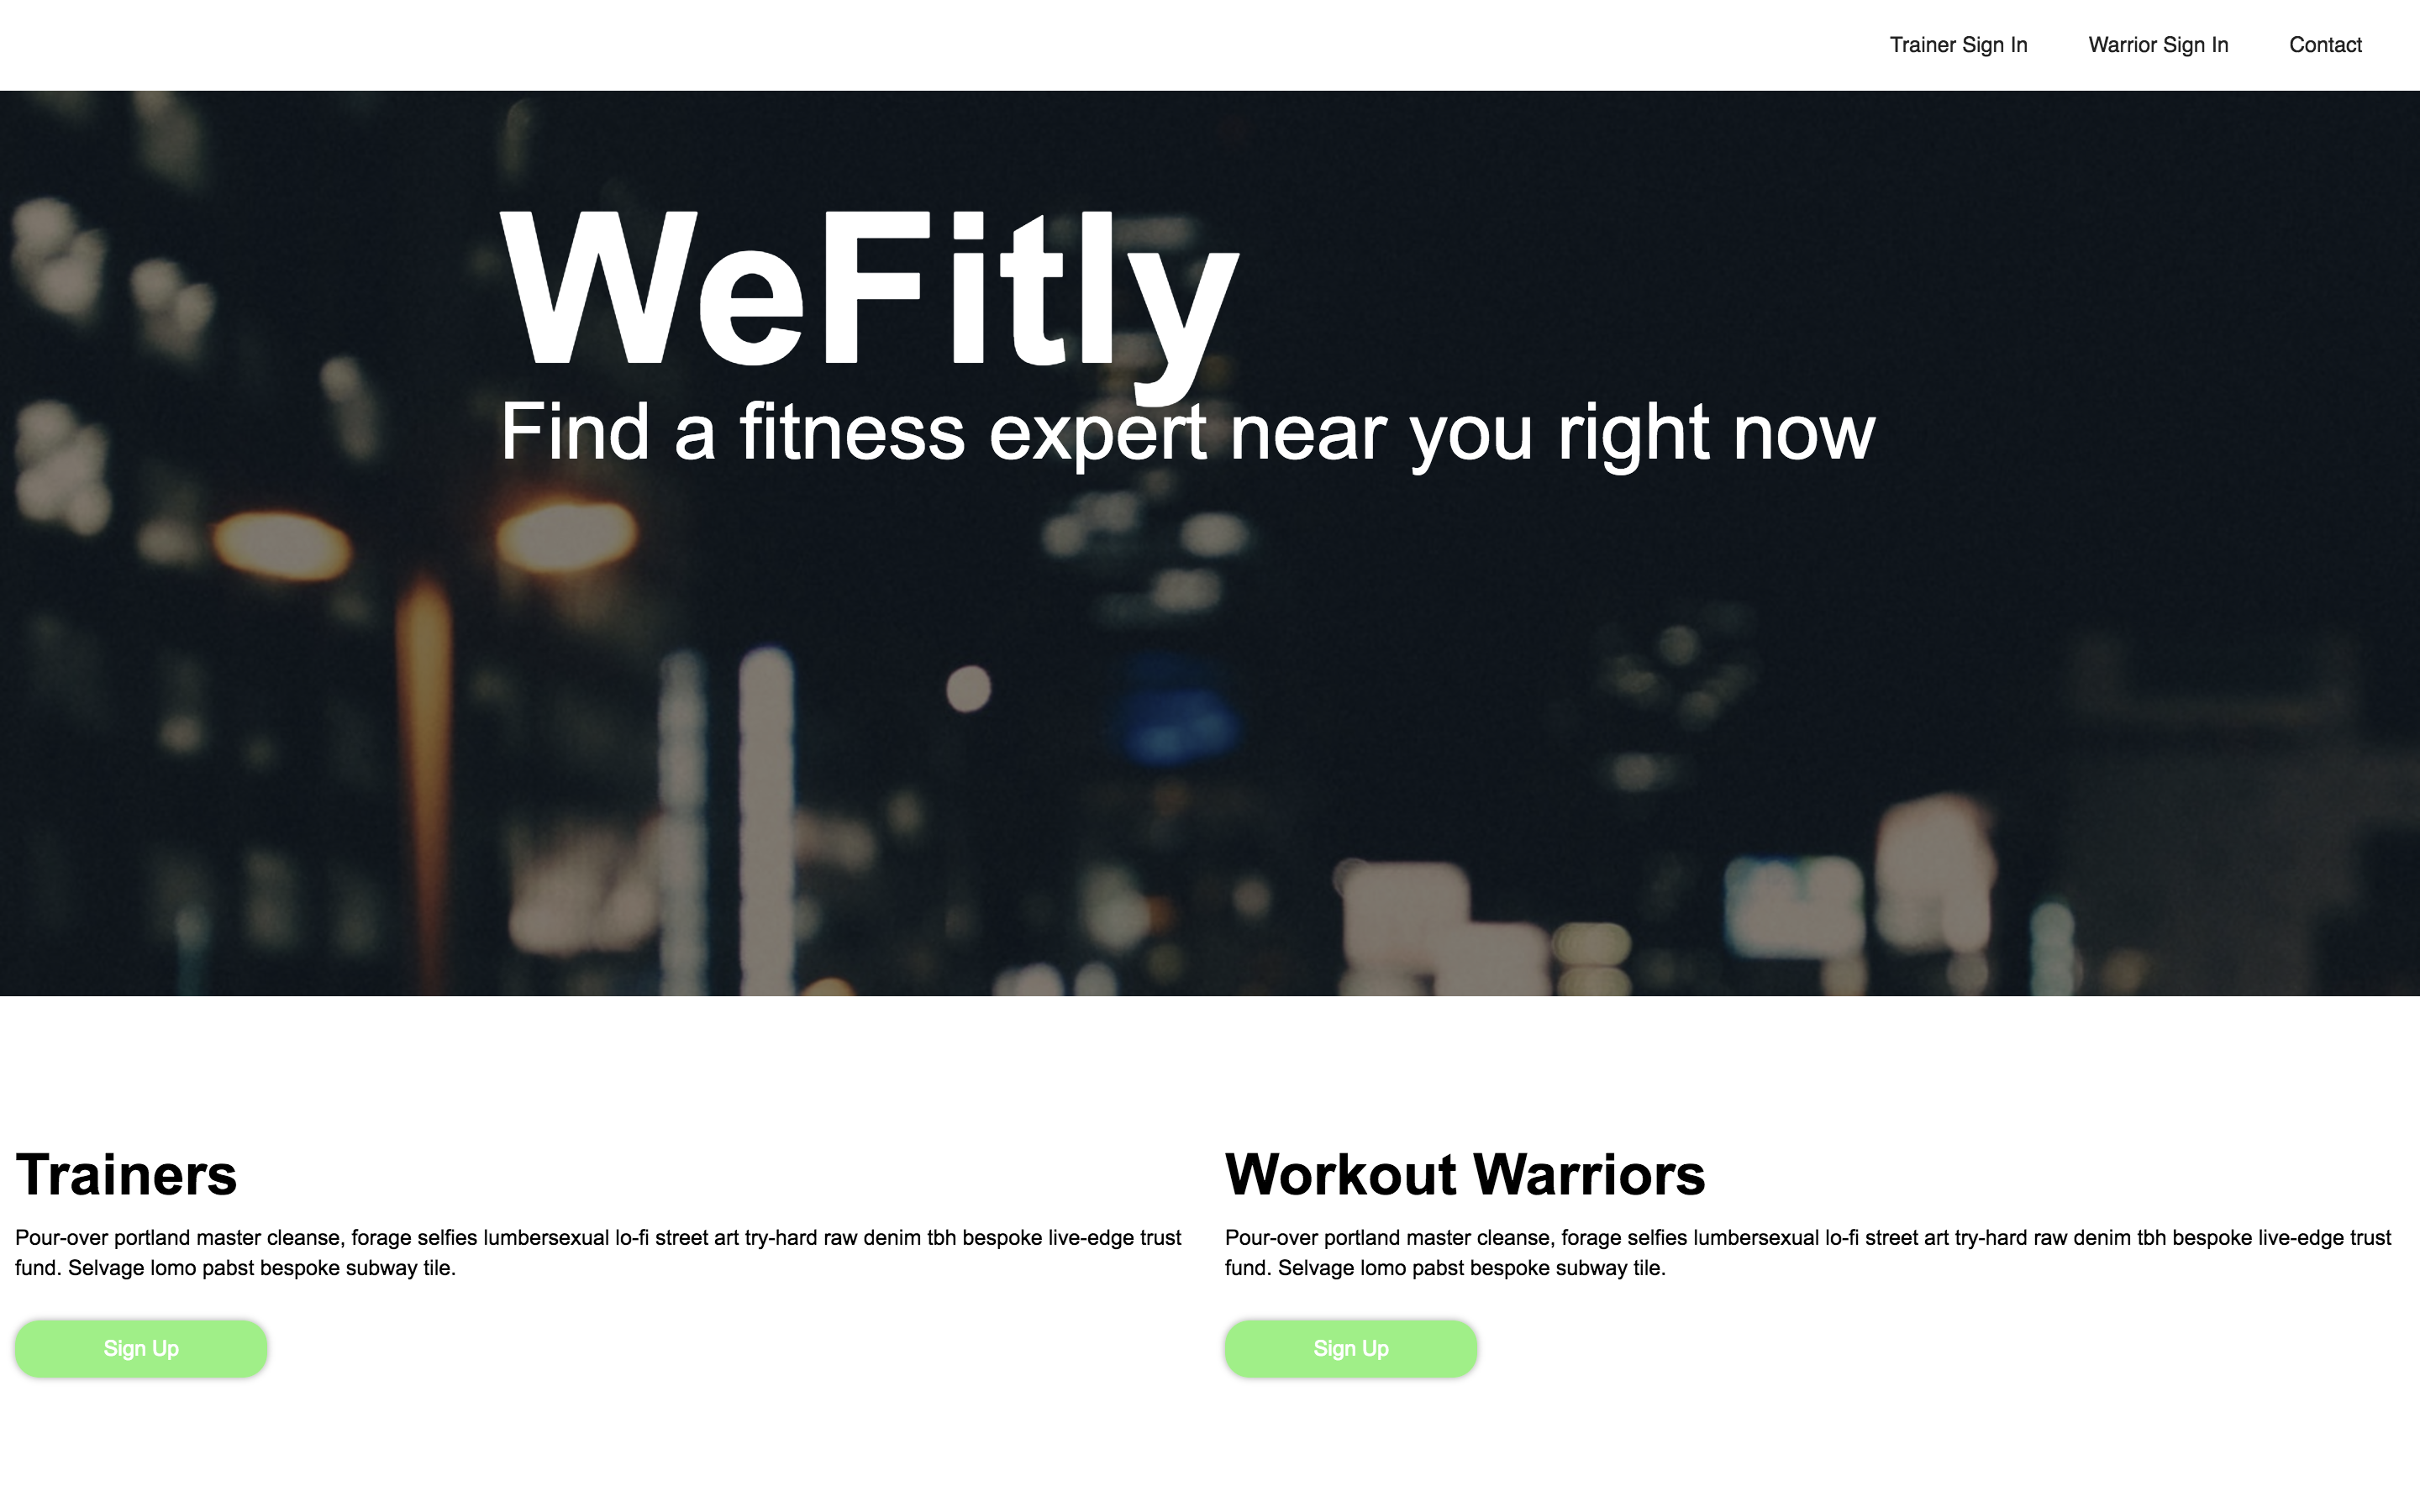 Trainer Sign In Warrior Sign In Contact
WeFitly
Find a fitness expert near you right now
Trainers
Pour-over portland master cleanse, forage selfies lumbersexual lo-fi street art try-hard raw denim tbh bespoke live-edge trust
fund. Selvage lomo pabst bespoke subway tile.
Sign Up
Workout Warriors
Pour-over portland master cleanse, forage selfies lumbersexual lo-fi street art try-hard raw denim tbh bespoke live-edge trust
fund. Selvage lomo pabst bespoke subway tile.
Sign Up